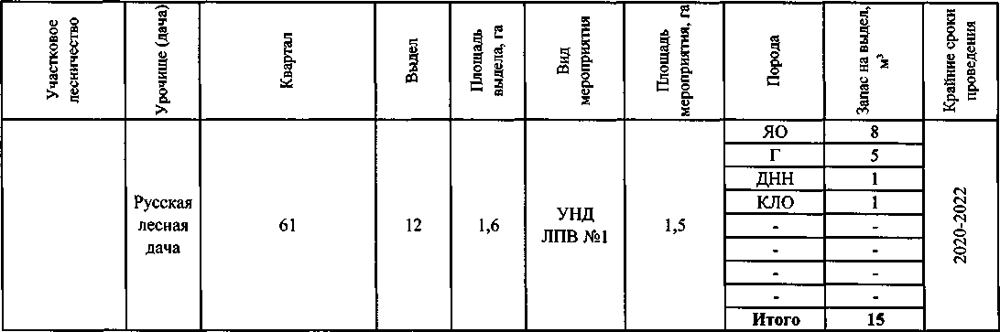 Участковое
лесничество
Урочище (дача)
Квартал
Выдел
Площадь
выдела, га
Вид
мероприятия
Площадь
мероприятия, га
Порода
Запас на выдел,
м³
Крайние сроки
проведения
Русская
лесная
дача
61
12
1,6
УНД
ЛПВ №1
1,5
ЯО 8
Г 5
ДНН 1
КЛО 1
- -
- -
- -
- -
Итого 15
2020-2022